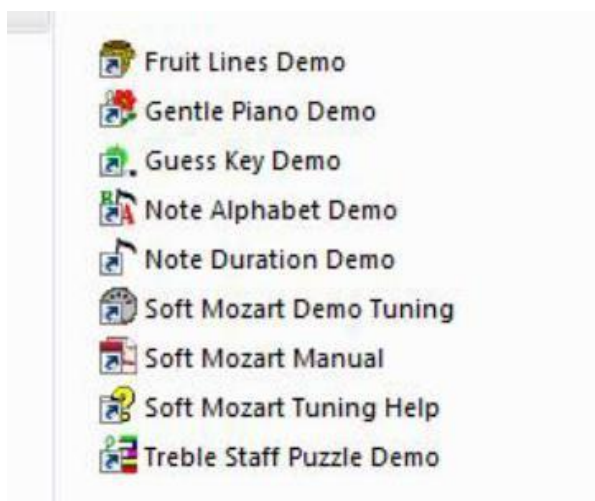 Fruit Lines Demo
Gentle Piano Demo
Guess Key Demo
Note Alphabet Demo
Note Duration Demo
Soft Mozart Demo Tuning
Soft Mozart Manual
Soft Mozart Tuning Help
Treble Staff Puzzle Demo